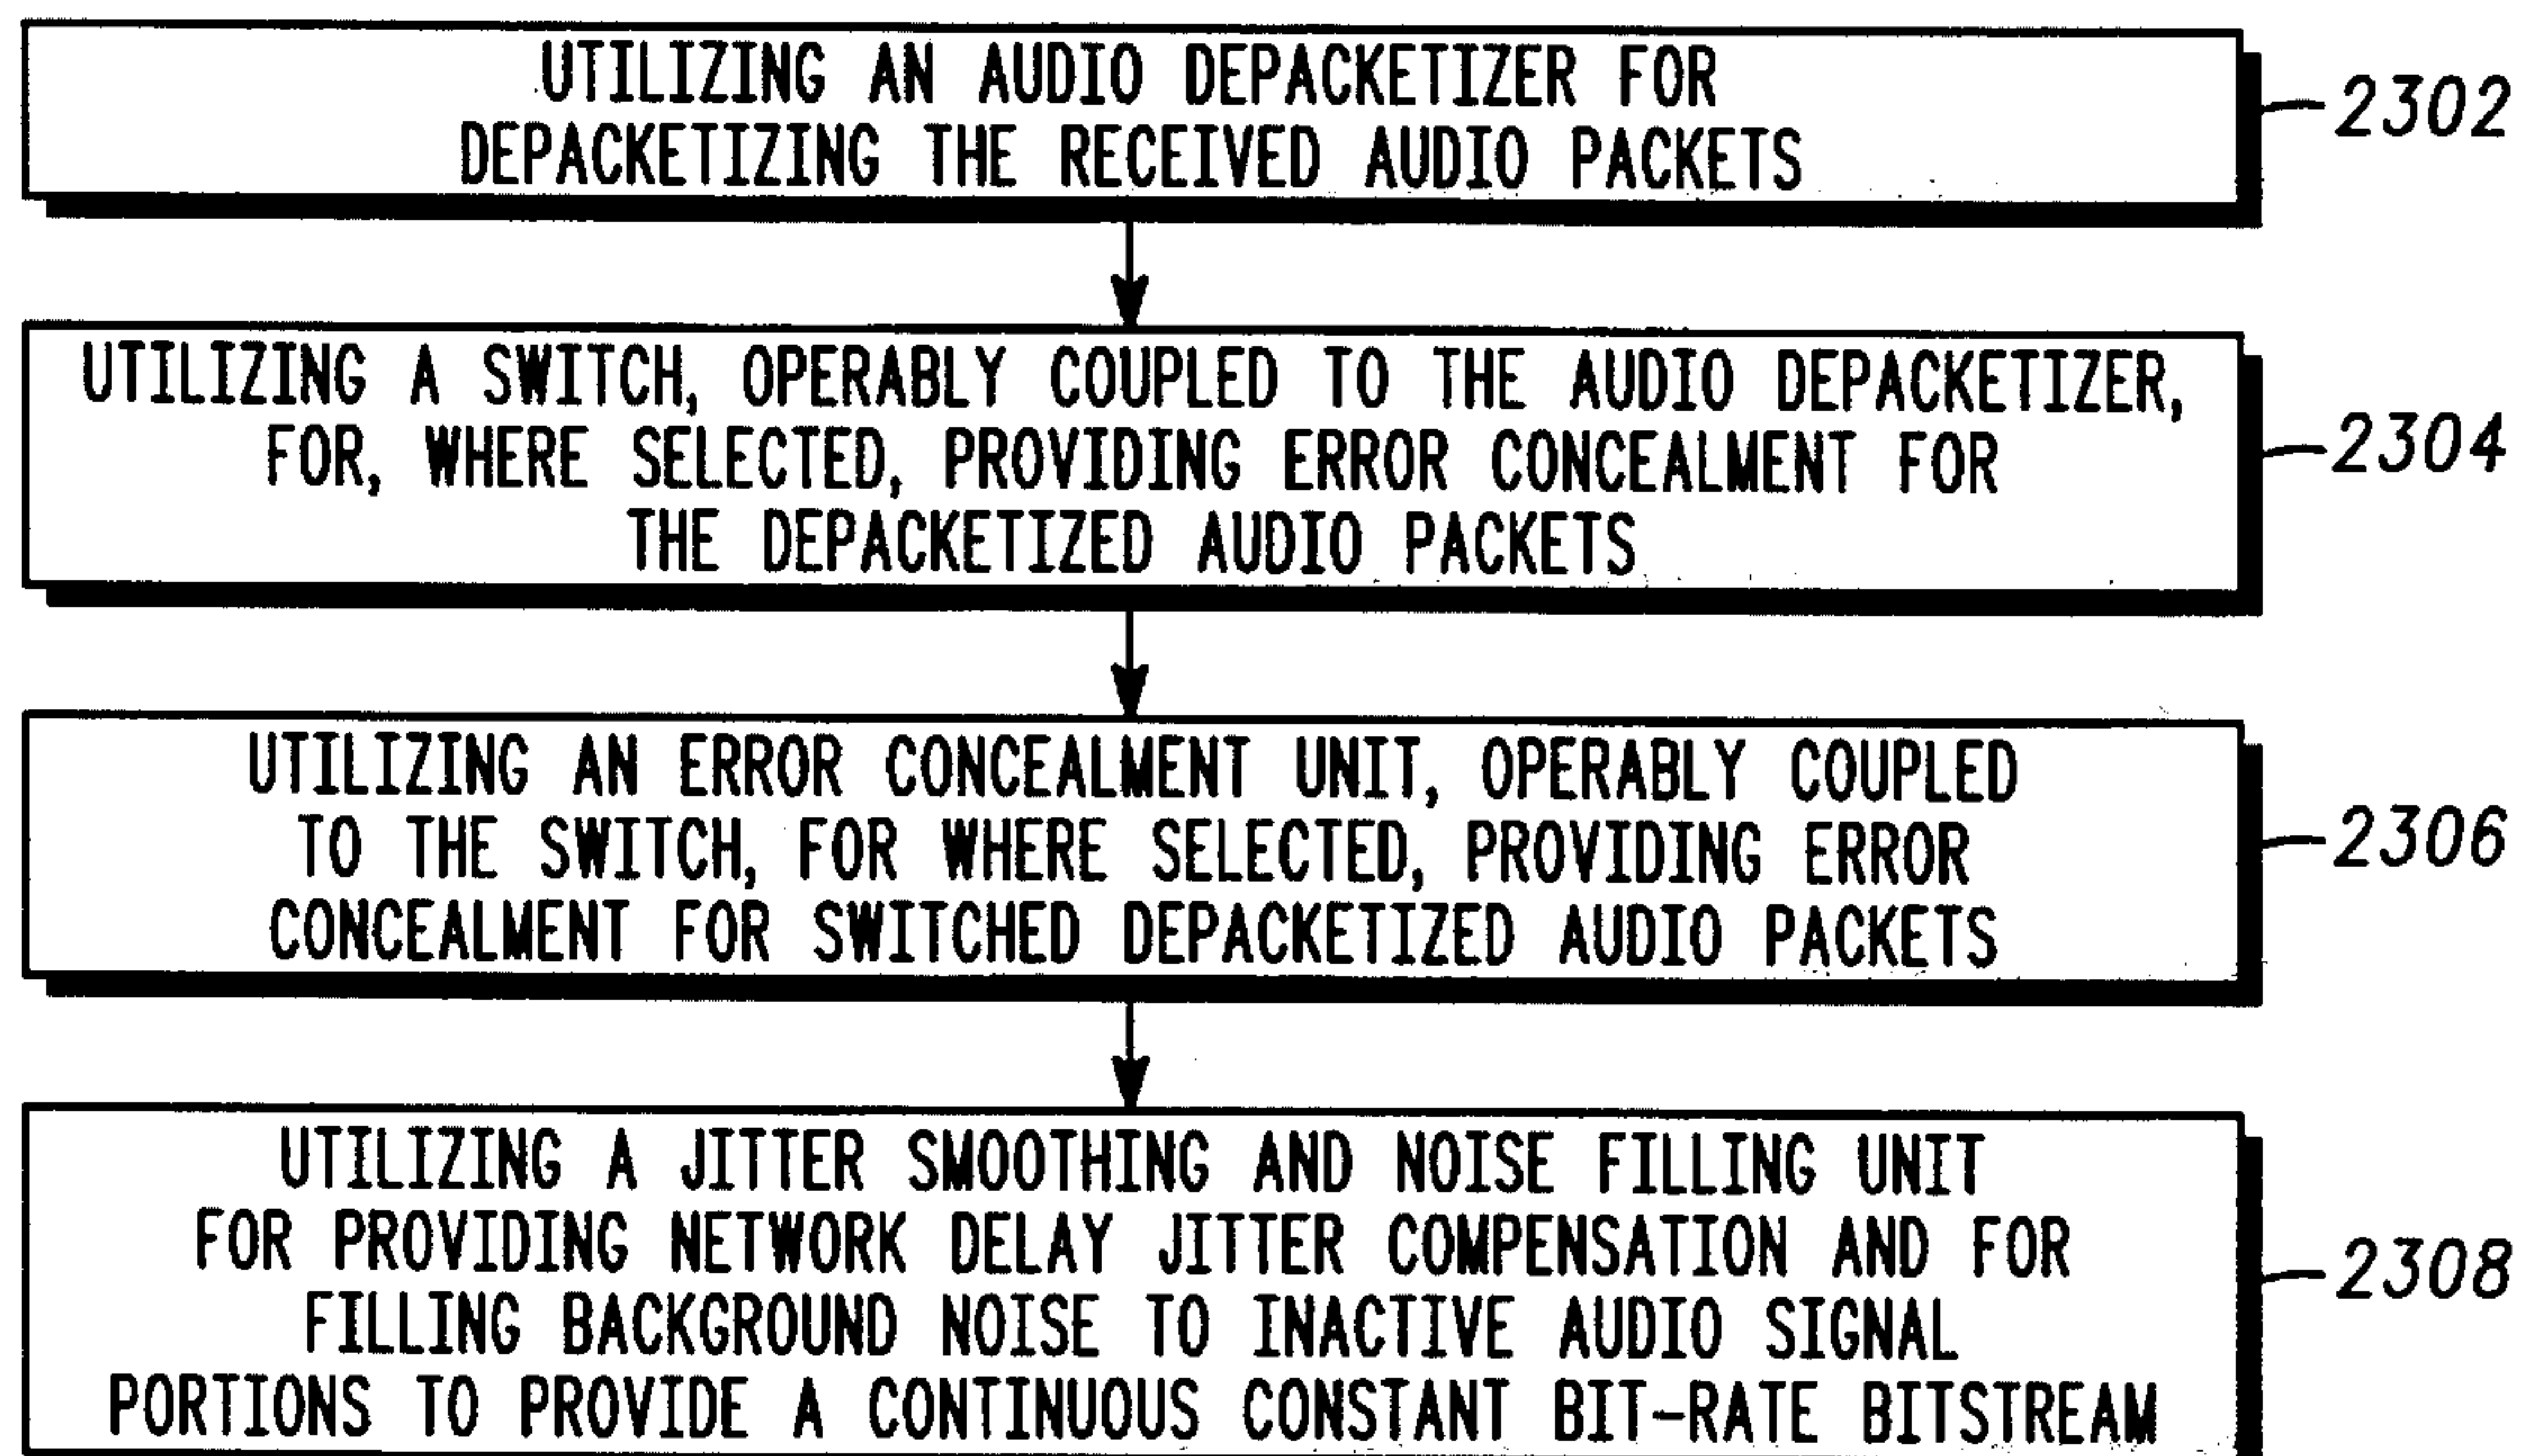 UTILIZING AN AUDIO DEPACKETIZER FOR
DEPACKETIZING THE RECEIVED AUDIO PACKETS
2302
UTILIZING A SWITCH, OPERABLY COUPLED TO THE AUDIO DEPACKETIZER,
FOR, WHERE SELECTED, PROVIDING ERROR CONCEALMENT FOR
THE DEPACKETIZED AUDIO PACKETS
2304
UTILIZING AN ERROR CONCEALMENT UNIT, OPERABLY COUPLED
TO THE SWITCH, FOR WHERE SELECTED, PROVIDING ERROR
CONCEALMENT FOR SWITCHED DEPACKETIZED AUDIO PACKETS
2306
UTILIZING A JITTER SMOOTHING AND NOISE FILLING UNIT
FOR PROVIDING NETWORK DELAY JITTER COMPENSATION AND FOR
FILLING BACKGROUND NOISE TO INACTIVE AUDIO SIGNAL
PORTIONS TO PROVIDE A CONTINUOUS CONSTANT BIT-RATE BITSTREAM
2308